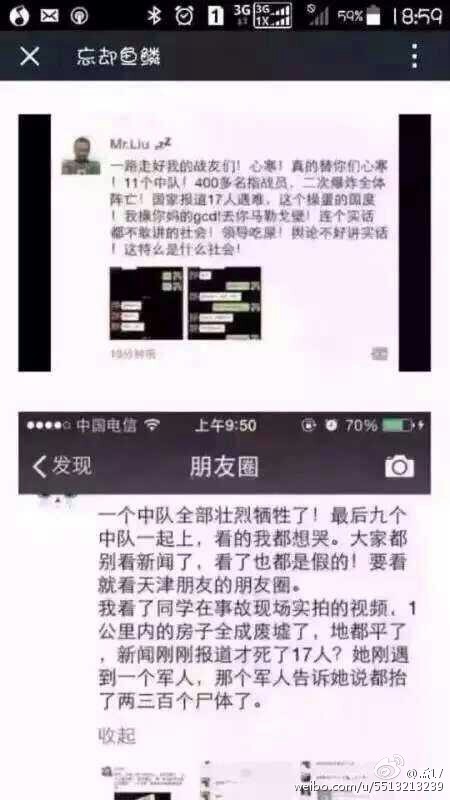 1 3G 3G 1X 59% 18:59
忘却鱼鳞
Mr.Liu
一路走好我的战友们！心寒！真的替你们心寒
！11个中队！400多名指战员，二次爆炸全体
阵亡！国家报道17人遇难，这个操蛋的国度
！我操你妈的gcd!去你马勒戈壁！连个实话
都不敢讲的社会！领导吃屎！舆论不好讲实话
！这特么是什么社会！
10分钟前
中国电信 上午9:50 70%
发现 朋友圈
一个中队全部壮烈牺牲了！最后九个
中队一起上，看的我都想哭。大家都
别看新闻了，看了也都是假的！要看
就看天津朋友的朋友圈。
我看了同学在事故现场实拍的视频，1
公里内的房子全成废墟了，地都平了
，新闻刚刚报道才死了17人？她刚遇
到一个军人，那个军人告诉她说都抬
了两三百个尸体了。
收起
weibo.com/u/5513213239